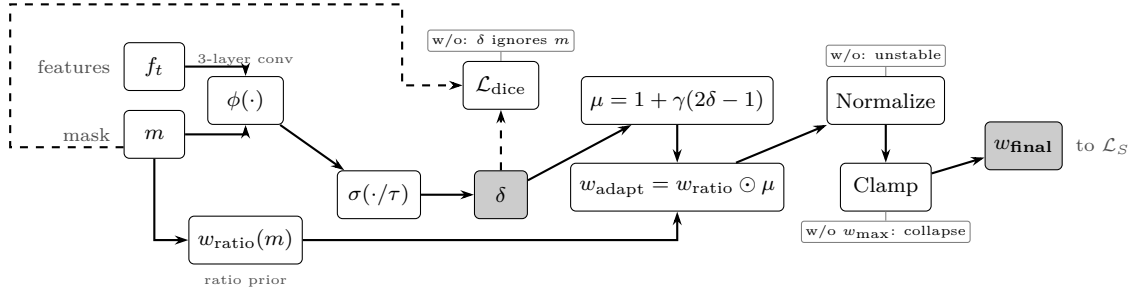 w/o: δ ignores m
w/o: unstable
features
f_t
3-layer conv
φ(·)
ℒ_dice
μ = 1 + γ(2δ − 1)
Normalize
mask
m
w_final
to ℒ_S
σ(·/τ)
δ
w_adapt = w_ratio ⊙ μ
Clamp
w_ratio(m)
w/o w_max: collapse
ratio prior